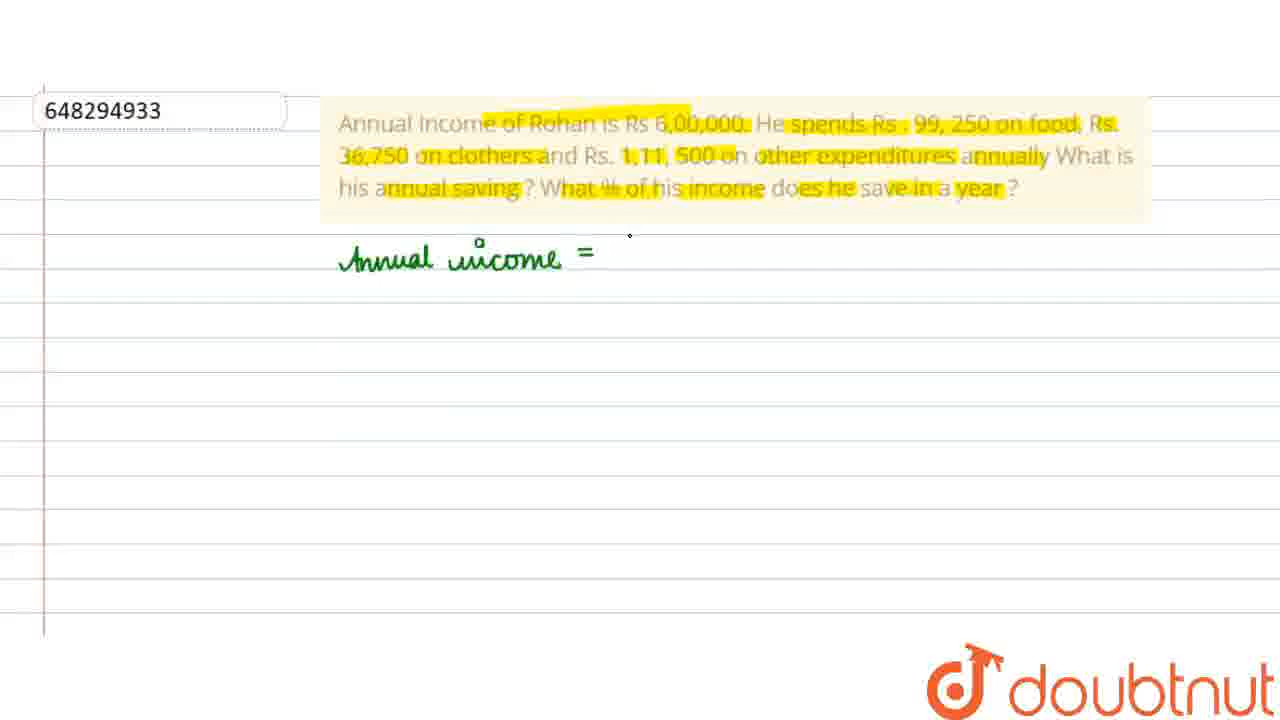 648294933
Annual Income of Rohan is Rs 6,00,000. He spends Rs . 99, 250 on food, Rs.
36,750 on clothers and Rs. 1,11, 500 on other expenditures annually What is
his annual saving ? What % of his income does he save in a year ?
Annual income =
doubtnut